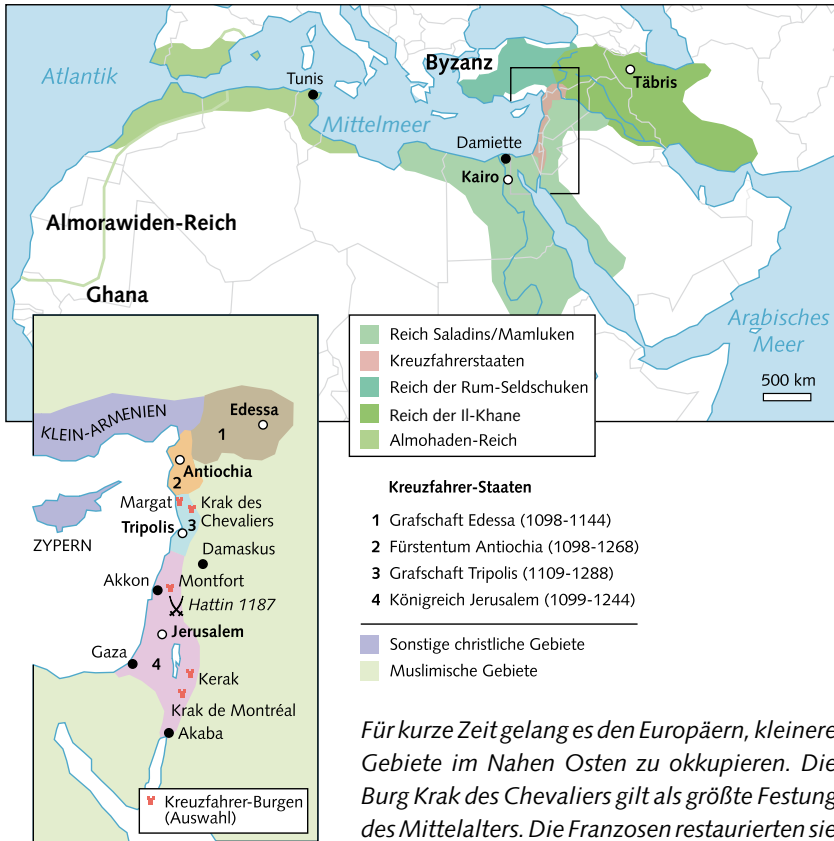 Byzanz
Atlantik
Täbris
Tunis
Mittelmeer
Damiette
Kairo
Almorawiden-Reich
Ghana
Arabisches
Meer
500 km
Reich Saladins/Mamluken
Kreuzfahrerstaaten
Reich der Rum-Seldschuken
Reich der Il-Khane
Almohaden-Reich
KLEIN-ARMENIEN
Edessa
1
Antiochia
2
Margat
Krak des
Chevaliers
3
Tripolis
ZYPERN
Damaskus
Akkon
Montfort
Hattin 1187
Jerusalem
Gaza
4
Kerak
Krak de Montréal
Akaba
Kreuzfahrer-Burgen
(Auswahl)
Kreuzfahrer-Staaten
1 Grafschaft Edessa (1098-1144)
2 Fürstentum Antiochia (1098-1268)
3 Grafschaft Tripolis (1109-1288)
4 Königreich Jerusalem (1099-1244)
Sonstige christliche Gebiete
Muslimische Gebiete
Für kurze Zeit gelang es den Europäern, kleinere
Gebiete im Nahen Osten zu okkupieren. Die
Burg Krak des Chevaliers gilt als größte Festung
des Mittelalters. Die Franzosen restaurierten sie